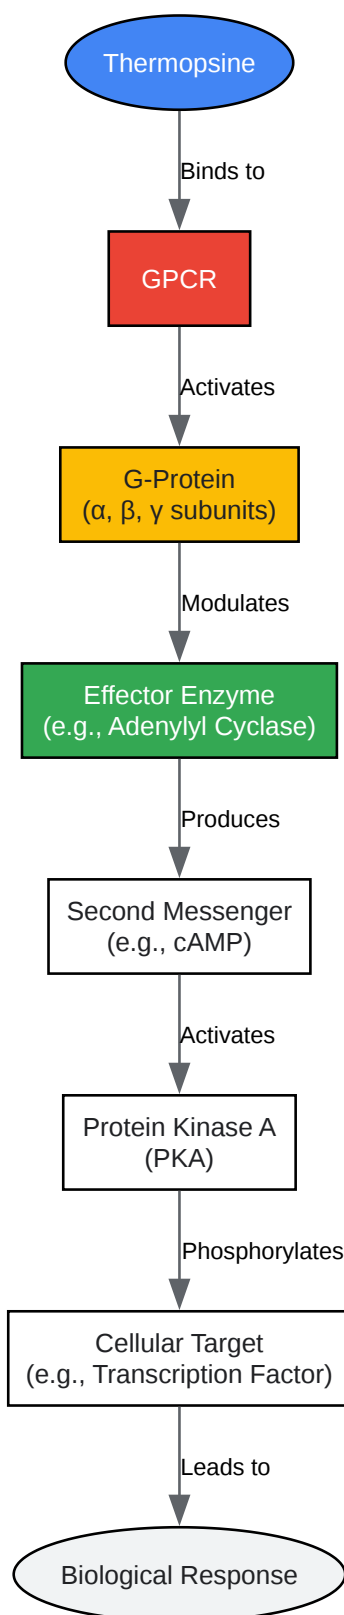 Thermopsine
Binds to
GPCR
Activates
G-Protein
(α, β, γ subunits)
Modulates
Effector Enzyme
(e.g., Adenylyl Cyclase)
Produces
Second Messenger
(e.g., cAMP)
Activates
Protein Kinase A
(PKA)
Phosphorylates
Cellular Target
(e.g., Transcription Factor)
Leads to
Biological Response